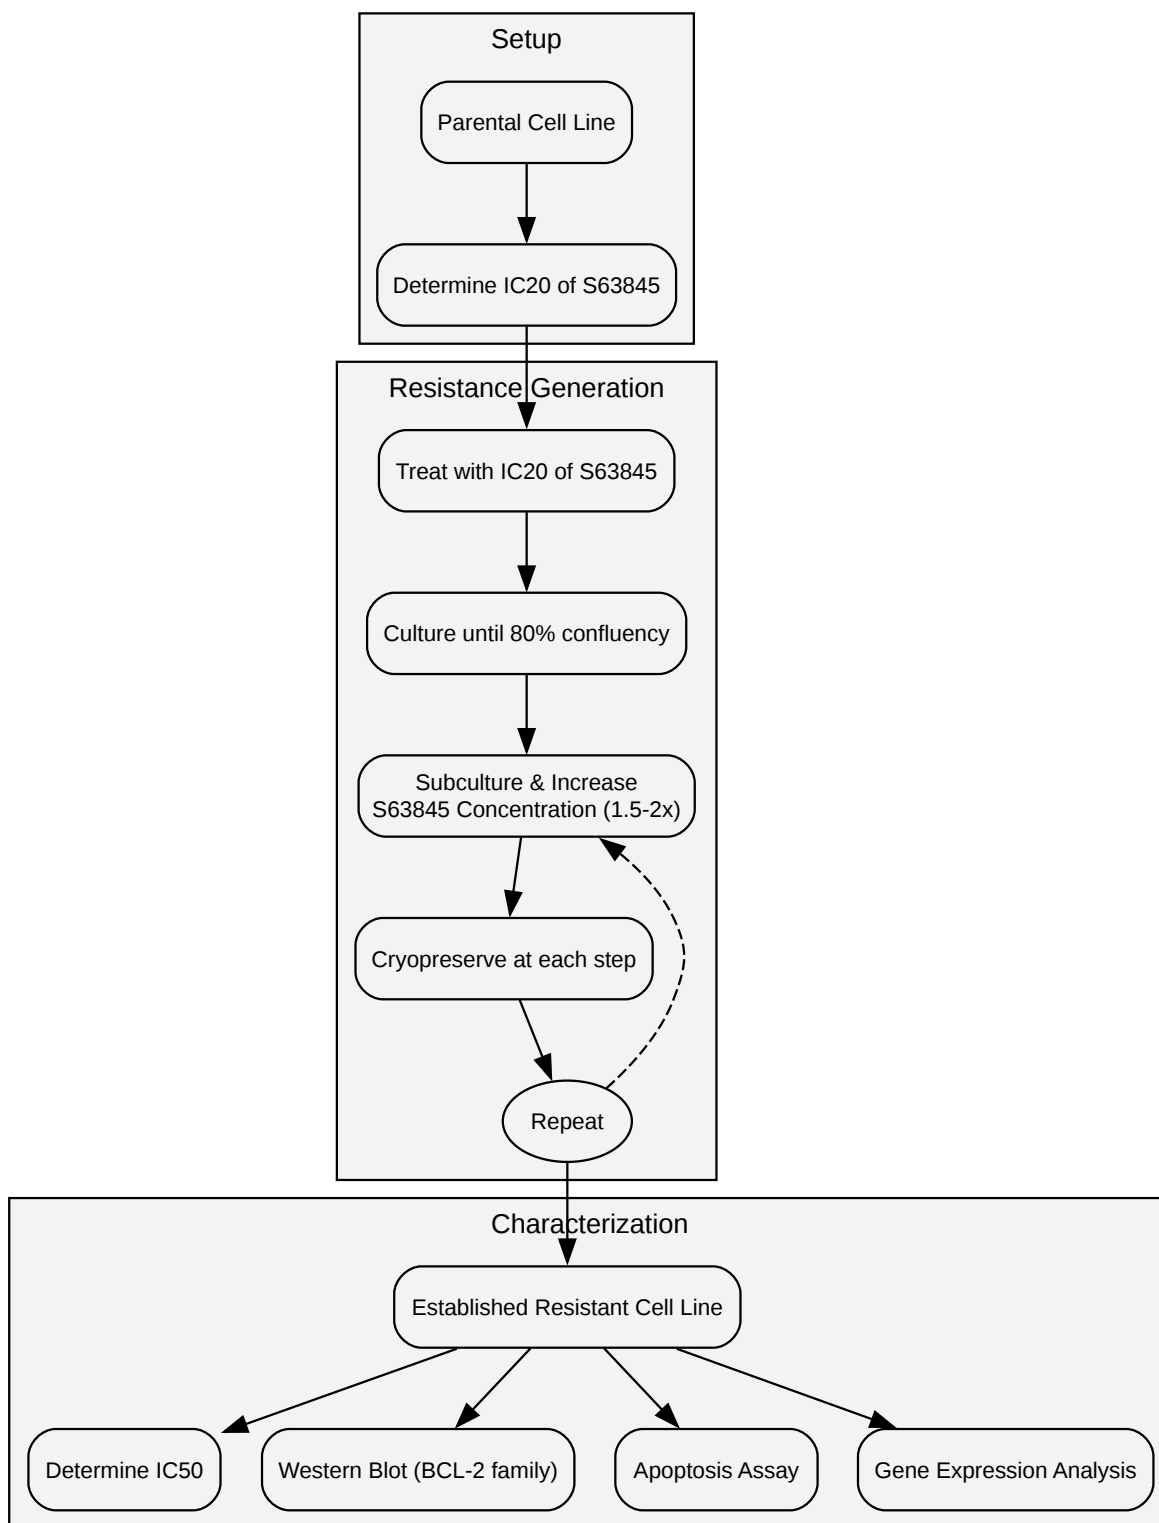 Setup
Parental Cell Line
Determine IC20 of S63845
Resistance Generation
Treat with IC20 of S63845
Culture until 80% confluency
Subculture & Increase
S63845 Concentration (1.5-2x)
Cryopreserve at each step
Repeat
Characterization
Established Resistant Cell Line
Determine IC50
Western Blot (BCL-2 family)
Apoptosis Assay
Gene Expression Analysis